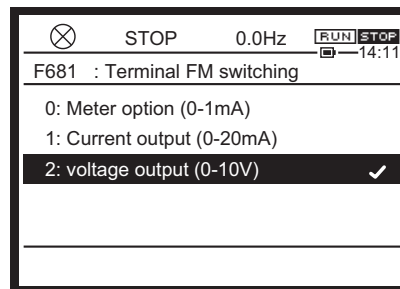 STOP 0.0Hz RUN STOP
14:11
F681 : Terminal FM switching
0: Meter option (0-1mA)
1: Current output (0-20mA)
2: voltage output (0-10V)